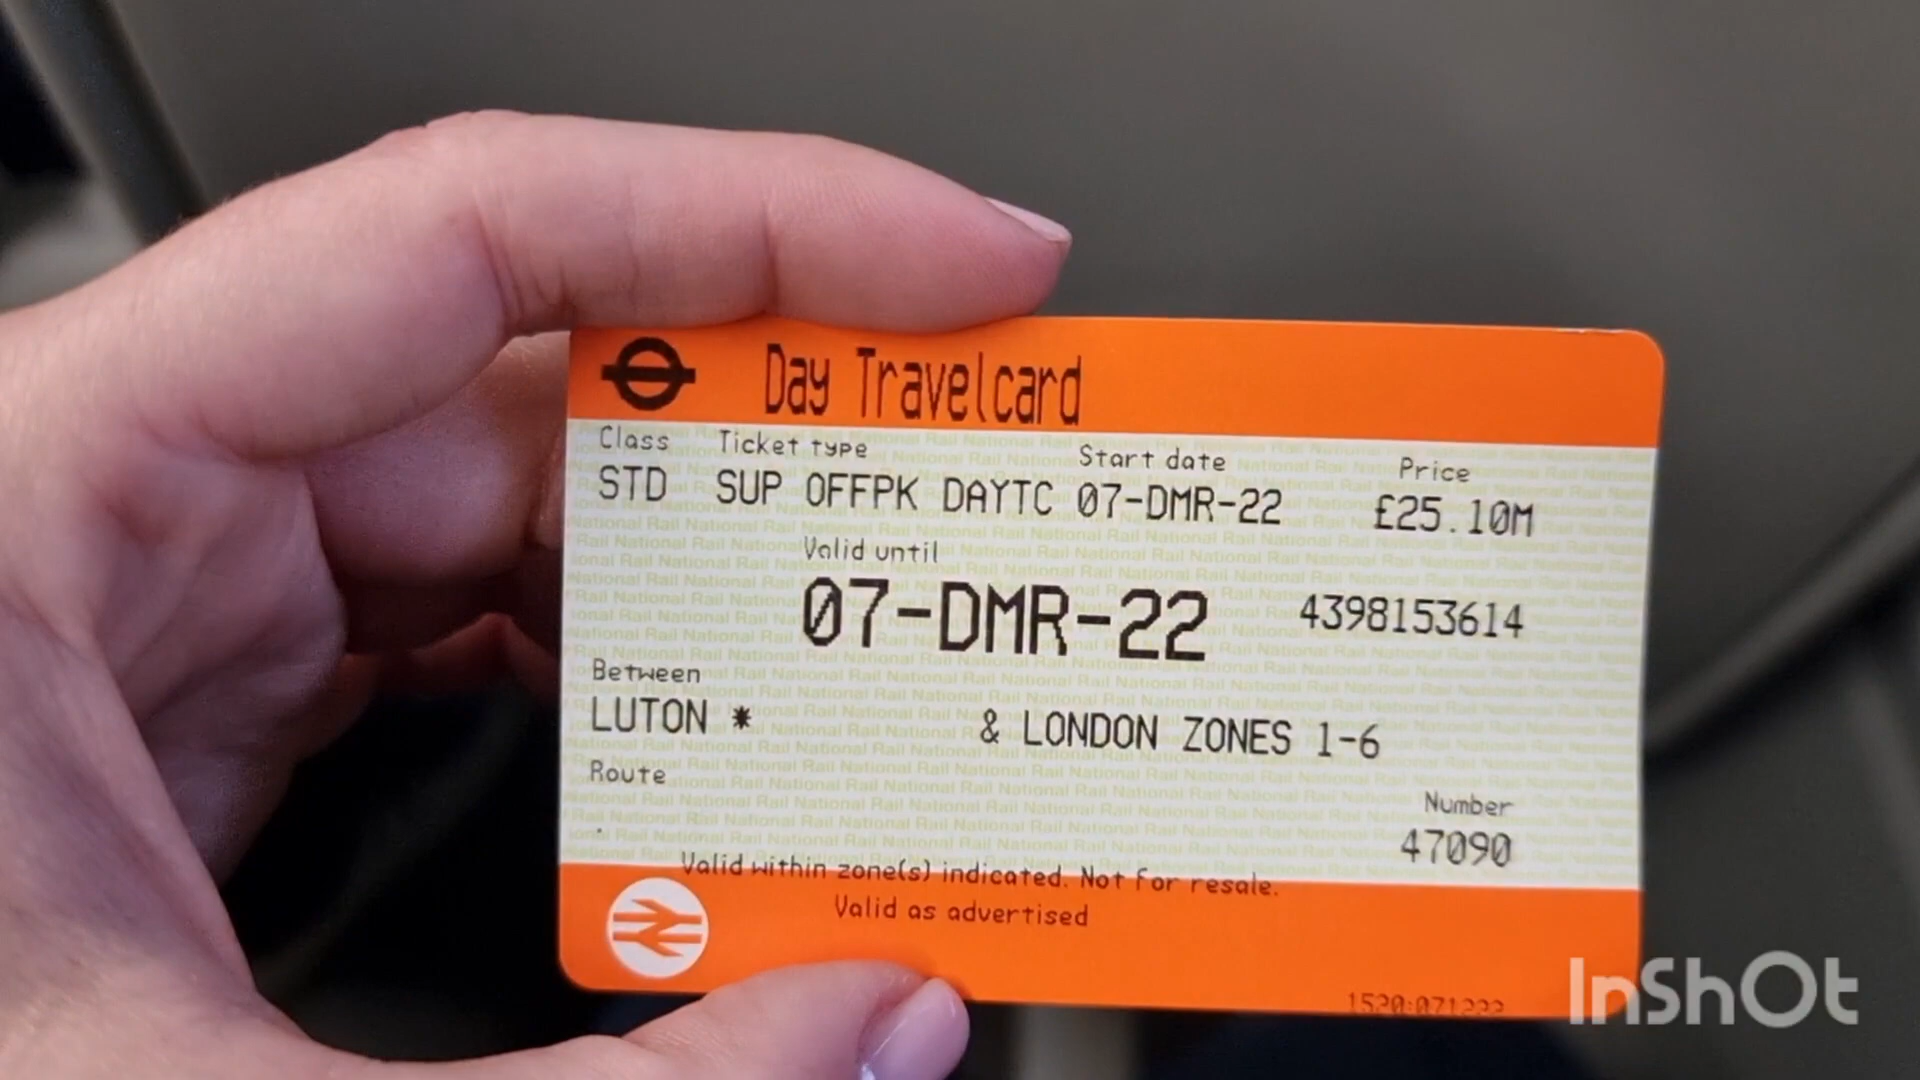 Day Travelcard
Class Ticket type Start date Price
STD SUP OFFPK DAYTC 07-DMR-22 £25.10M
Valid until
07-DMR-22 4398153614
Between
LUTON * & LONDON ZONES 1-6
Route
Number
47090
Valid within zone(s) indicated. Not for resale.
Valid as advertised
InShOt